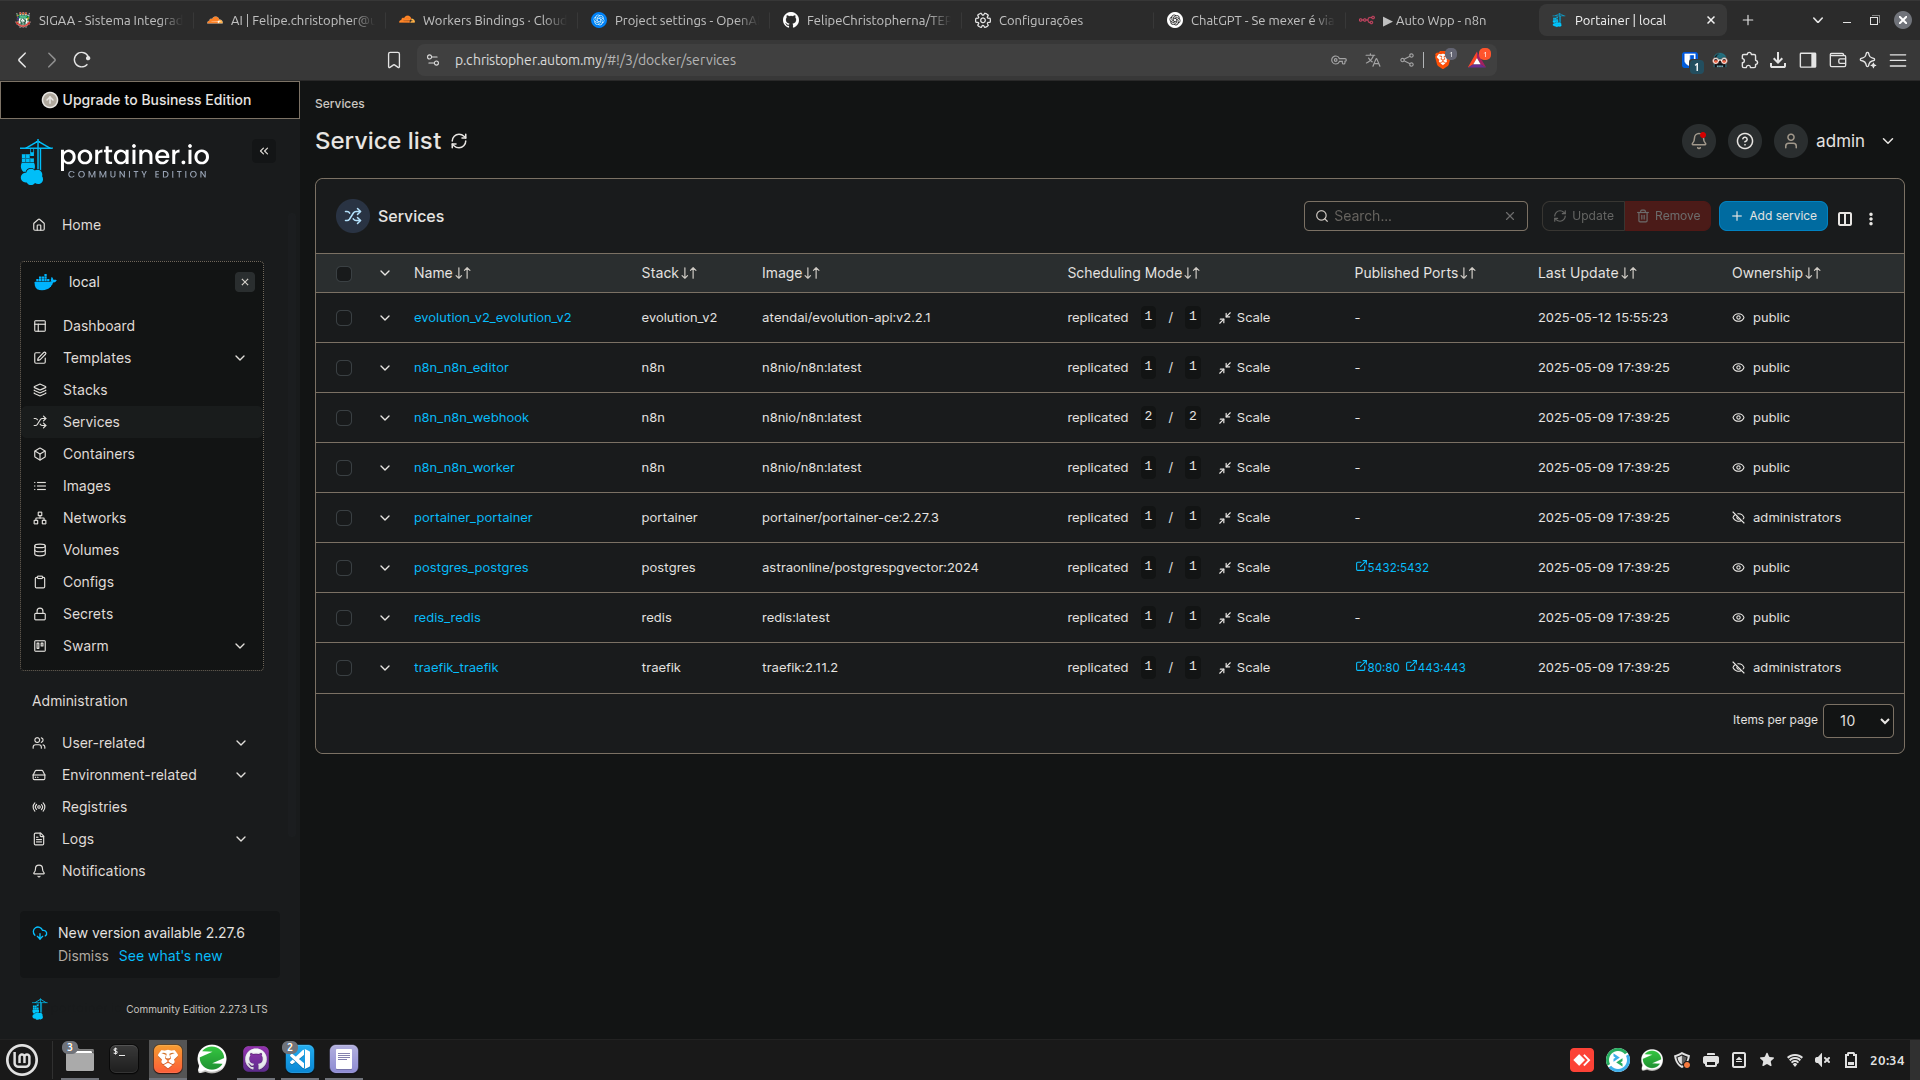 SIGAA - Sistema Integrad
AI | Felipe.christopher@
Workers Bindings · Clou
Project settings - OpenA
FelipeChristopherna/TE
Configurações
ChatGPT - Se mexer é via
▶ Auto Wpp - n8n
Portainer | local
p.christopher.autom.my/#!/3/docker/services
1
1
1
Upgrade to Business Edition
portainer.io
COMMUNITY EDITION
Home
local
Dashboard
Templates
Stacks
Services
Containers
Images
Networks
Volumes
Configs
Secrets
Swarm
Administration
User-related
Environment-related
Registries
Logs
Notifications
New version available 2.27.6
Dismiss See what's new
Community Edition 2.27.3 LTS
Services
Service list
admin
Services
Search...
Update
Remove
Add service
Name Stack Image Scheduling Mode Published Ports Last Update Ownership
evolution_v2_evolution_v2 evolution_v2 atendai/evolution-api:v2.2.1 replicated 1 / 1 Scale - 2025-05-12 15:55:23 public
n8n_n8n_editor n8n n8nio/n8n:latest replicated 1 / 1 Scale - 2025-05-09 17:39:25 public
n8n_n8n_webhook n8n n8nio/n8n:latest replicated 2 / 2 Scale - 2025-05-09 17:39:25 public
n8n_n8n_worker n8n n8nio/n8n:latest replicated 1 / 1 Scale - 2025-05-09 17:39:25 public
portainer_portainer portainer portainer/portainer-ce:2.27.3 replicated 1 / 1 Scale - 2025-05-09 17:39:25 administrators
postgres_postgres postgres astraonline/postgrespgvector:2024 replicated 1 / 1 Scale 5432:5432 2025-05-09 17:39:25 public
redis_redis redis redis:latest replicated 1 / 1 Scale - 2025-05-09 17:39:25 public
traefik_traefik traefik traefik:2.11.2 replicated 1 / 1 Scale 80:80 443:443 2025-05-09 17:39:25 administrators
Items per page 10
3
2
20:34